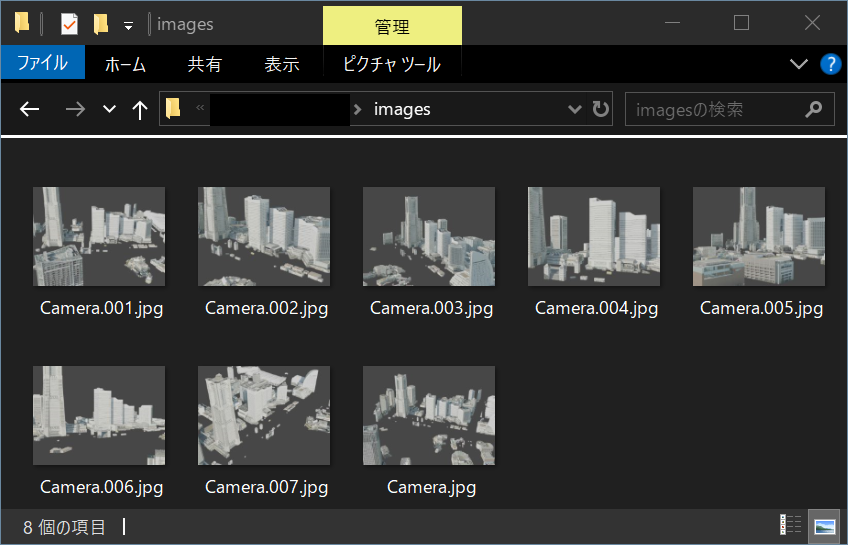 images
管理
ファイル
ホーム
共有
表示
ピクチャ ツール
?
«
images
imagesの検索
Camera.001.jpg
Camera.002.jpg
Camera.003.jpg
Camera.004.jpg
Camera.005.jpg
Camera.006.jpg
Camera.007.jpg
Camera.jpg
8 個の項目